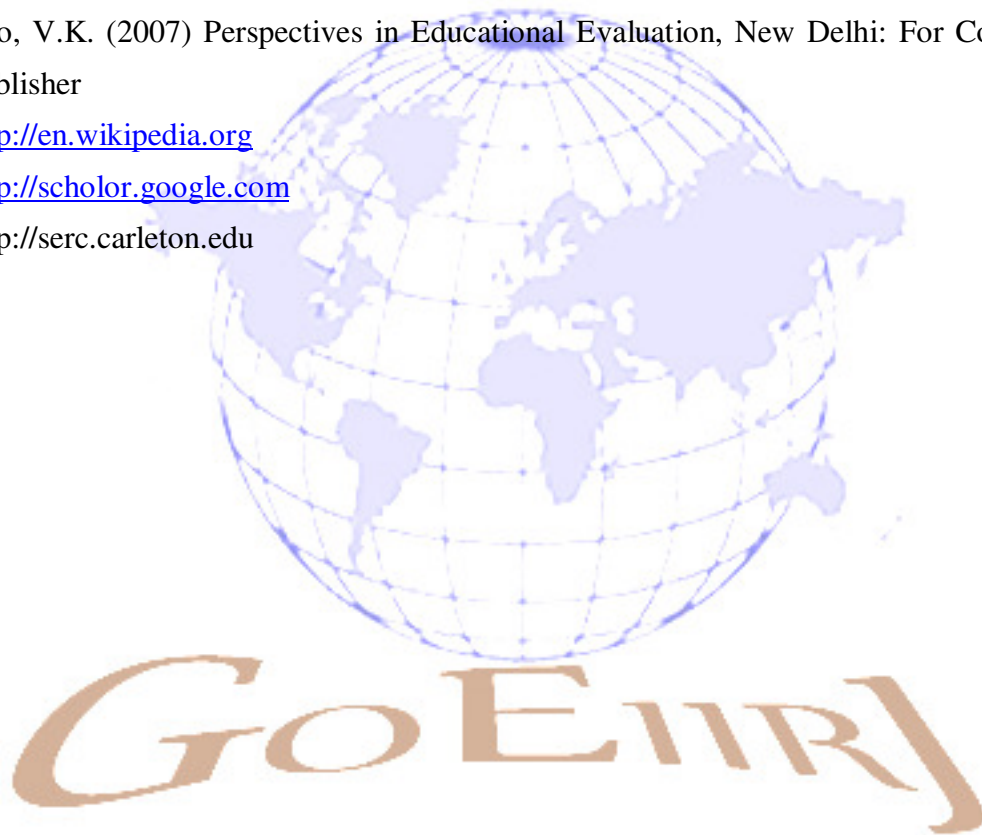 o, V.K. (2007) Perspectives in Educational Evaluation, New Delhi: For Co
blisher
p://en.wikipedia.org
p://scholor.google.com
p://serc.carleton.edu
GOEIIRJ